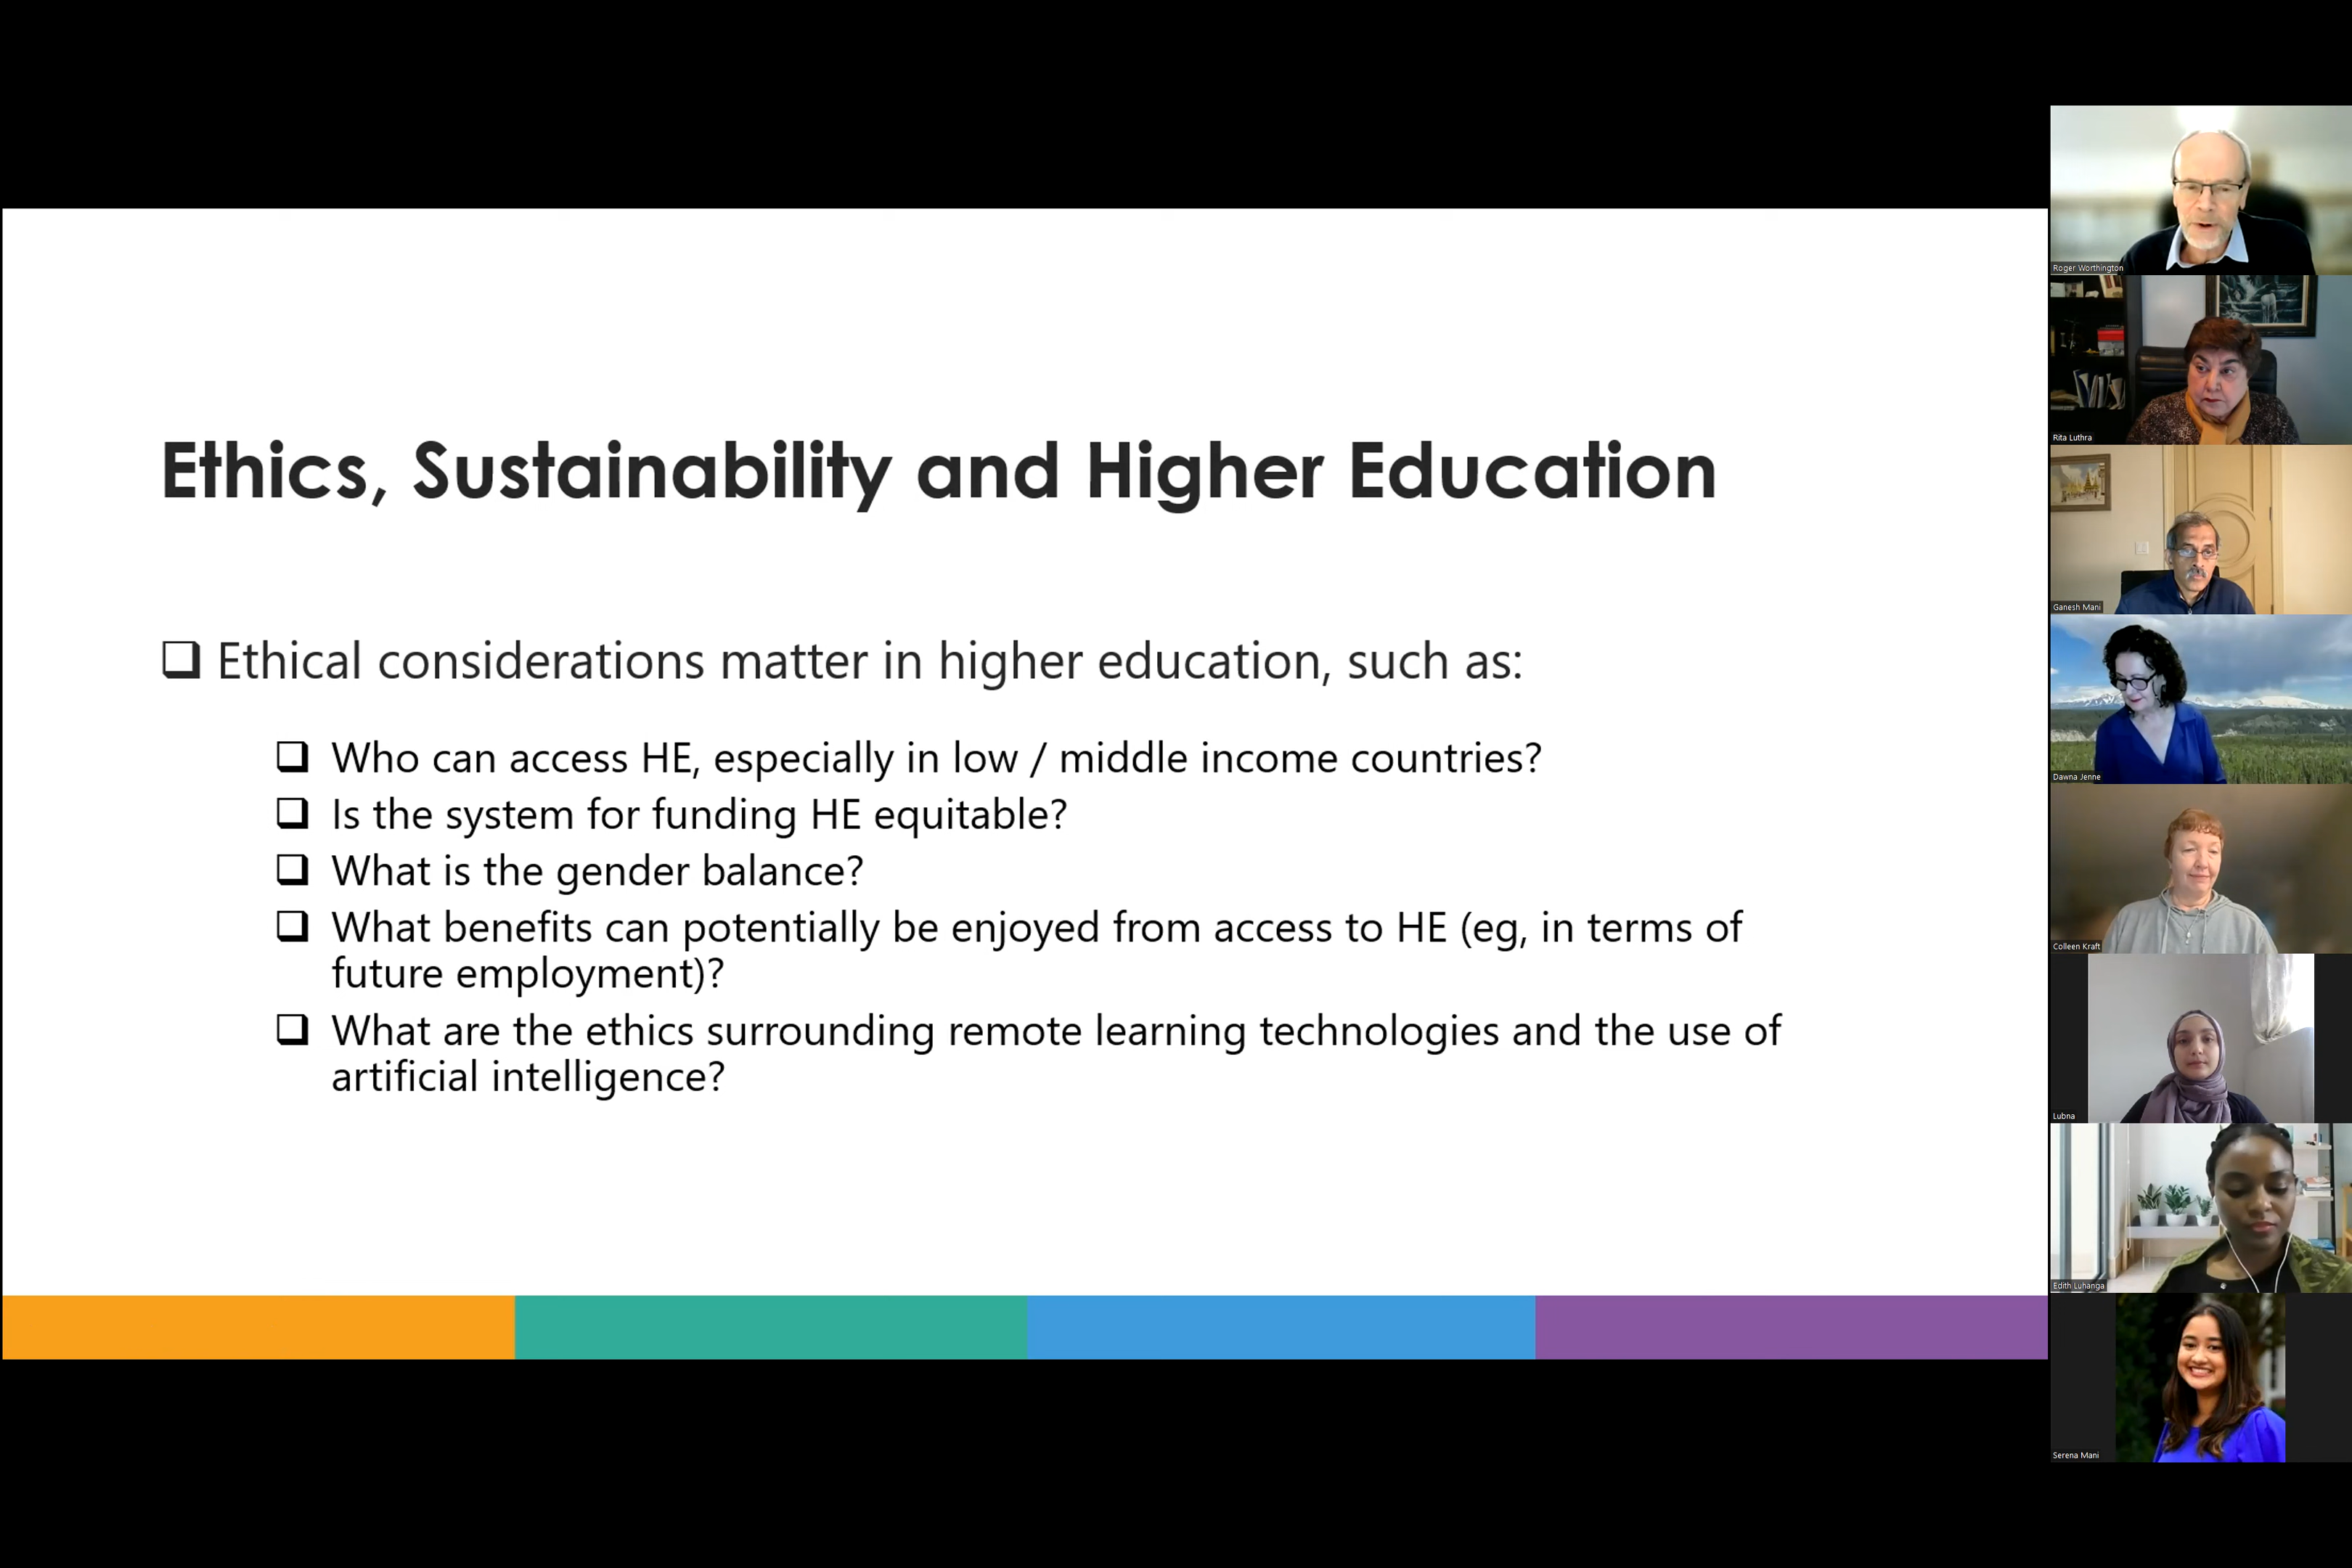 Ethics, Sustainability and Higher Education
❑ Ethical considerations matter in higher education, such as:
❑ Who can access HE, especially in low / middle income countries?
❑ Is the system for funding HE equitable?
❑ What is the gender balance?
❑ What benefits can potentially be enjoyed from access to HE (eg, in terms of
future employment)?
❑ What are the ethics surrounding remote learning technologies and the use of
artificial intelligence?
Roger Worthington
Rita Luthra
Ganesh Mani
Dawna Jenne
Colleen Kraft
Lubna
Edith Luhanga
Serena Mani